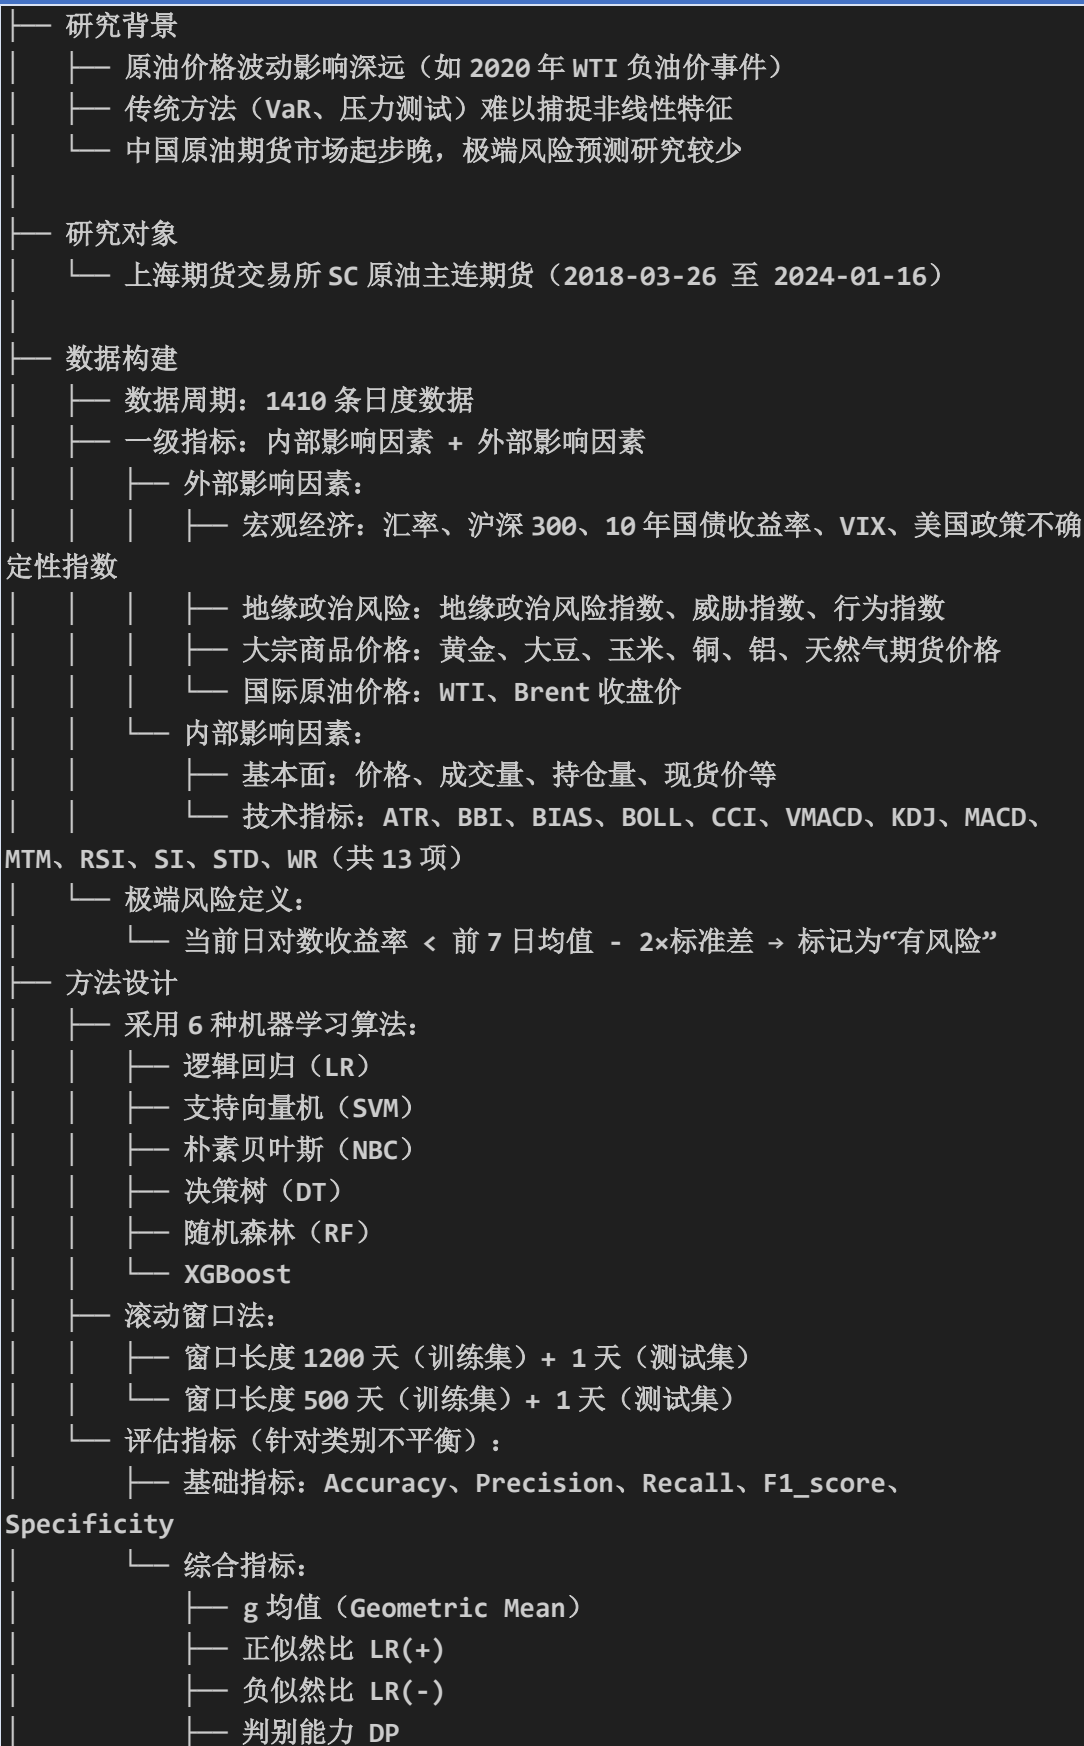 ├── 研究背景
│   ├── 原油价格波动影响深远（如 2020 年 WTI 负油价事件）
│   ├── 传统方法（VaR、压力测试）难以捕捉非线性特征
│   └── 中国原油期货市场起步晚，极端风险预测研究较少
│
├── 研究对象
│   └── 上海期货交易所 SC 原油主连期货（2018-03-26 至 2024-01-16）
│
├── 数据构建
│   ├── 数据周期：1410 条日度数据
│   ├── 一级指标：内部影响因素 + 外部影响因素
│   │   ├── 外部影响因素：
│   │   │   ├── 宏观经济：汇率、沪深 300、10 年国债收益率、VIX、美国政策不确
定性指数
│   │   │   ├── 地缘政治风险：地缘政治风险指数、威胁指数、行为指数
│   │   │   ├── 大宗商品价格：黄金、大豆、玉米、铜、铝、天然气期货价格
│   │   │   └── 国际原油价格：WTI、Brent 收盘价
│   │   └── 内部影响因素：
│   │       ├── 基本面：价格、成交量、持仓量、现货价等
│   │       └── 技术指标：ATR、BBI、BIAS、BOLL、CCI、VMACD、KDJ、MACD、
MTM、RSI、SI、STD、WR（共 13 项）
│   └── 极端风险定义：
│       └── 当前日对数收益率 < 前 7 日均值 - 2×标准差 → 标记为“有风险”
├── 方法设计
│   ├── 采用 6 种机器学习算法：
│   │   ├── 逻辑回归（LR）
│   │   ├── 支持向量机（SVM）
│   │   ├── 朴素贝叶斯（NBC）
│   │   ├── 决策树（DT）
│   │   ├── 随机森林（RF）
│   │   └── XGBoost
│   ├── 滚动窗口法：
│   │   ├── 窗口长度 1200 天（训练集）+ 1 天（测试集）
│   │   └── 窗口长度 500 天（训练集）+ 1 天（测试集）
│   └── 评估指标（针对类别不平衡）：
│       ├── 基础指标：Accuracy、Precision、Recall、F1_score、
Specificity
│       └── 综合指标：
│           ├── g 均值（Geometric Mean）
│           ├── 正似然比 LR(+)
│           ├── 负似然比 LR(-)
│           ├── 判别能力 DP